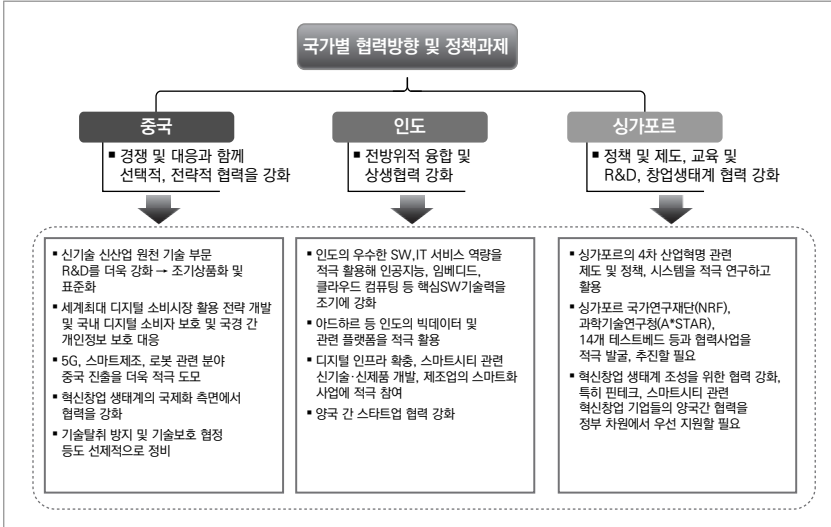 국가별 협력방향 및 정책과제
중국
▪ 경쟁 및 대응과 함께
선택적, 전략적 협력을 강화
▪ 신기술 신산업 원천 기술 부문
R&D를 더욱 강화 → 조기상품화 및
표준화
▪ 세계최대 디지털 소비시장 활용 전략 개발
및 국내 디지털 소비자 보호 및 국경 간
개인정보 보호 대응
▪ 5G, 스마트제조, 로봇 관련 분야
중국 진출을 더욱 적극 도모
▪ 혁신창업 생태계의 국제화 측면에서
협력을 강화
▪ 기술탈취 방지 및 기술보호 협정
등도 선제적으로 정비
인도
▪ 전방위적 융합 및
상생협력 강화
▪ 인도의 우수한 SW,IT 서비스 역량을
적극 활용해 인공지능, 임베디드,
클라우드 컴퓨팅 등 핵심SW기술력을
조기에 강화
▪ 아드하르 등 인도의 빅데이터 및
관련 플랫폼을 적극 활용
▪ 디지털 인프라 확충, 스마트시티 관련
신기술·신제품 개발, 제조업의 스마트화
사업에 적극 참여
▪ 양국 간 스타트업 협력 강화
싱가포르
▪ 정책 및 제도, 교육 및
R&D, 창업생태계 협력 강화
▪ 싱가포르의 4차 산업혁명 관련
제도 및 정책, 시스템을 적극 연구하고
활용
▪ 싱가포르 국가연구재단(NRF),
과학기술연구청(A*STAR),
14개 테스트베드 등과 협력사업을
적극 발굴, 추진할 필요
▪ 혁신창업 생태계 조성을 위한 협력 강화,
특히 핀테크, 스마트시티 관련
혁신창업 기업들의 양국간 협력을
정부 차원에서 우선 지원할 필요